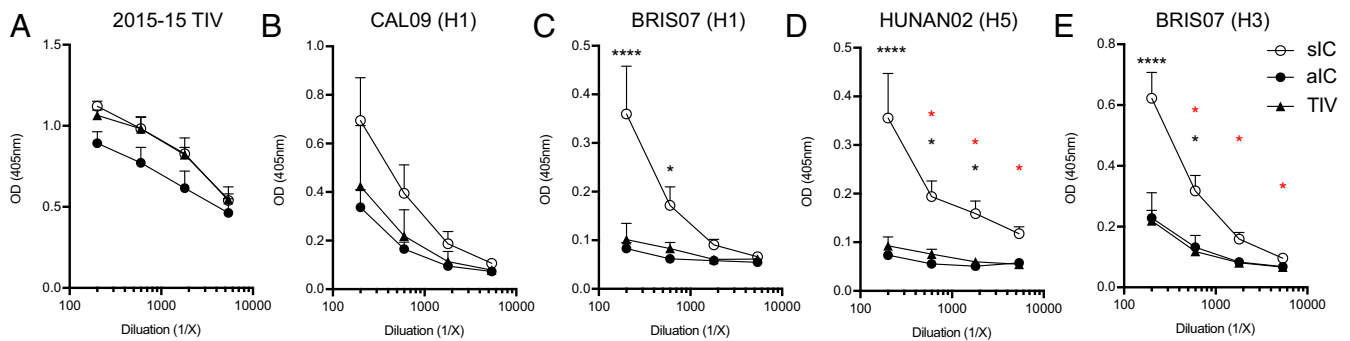 A
2015-15 TIV
OD (405nm)
1.5
1.0
0.5
0.0
100
1000
10000
Diluation (1/X)
B
CAL09 (H1)
OD (405nm)
1.0
0.8
0.6
0.4
0.2
0.0
100
1000
10000
Diluation (1/X)
C
BRIS07 (H1)
OD (405nm)
0.5
0.4
0.3
0.2
0.1
0.0
****
*
100
1000
10000
Diluation (1/X)
D
HUNAN02 (H5)
OD (405nm)
0.5
0.4
0.3
0.2
0.1
0.0
****
*
*
*
*
*
100
1000
10000
Diluation (1/X)
E
BRIS07 (H3)
OD (405nm)
0.8
0.6
0.4
0.2
0.0
****
*
*
*
*
100
1000
10000
Diluation (1/X)
sIC
aIC
TIV